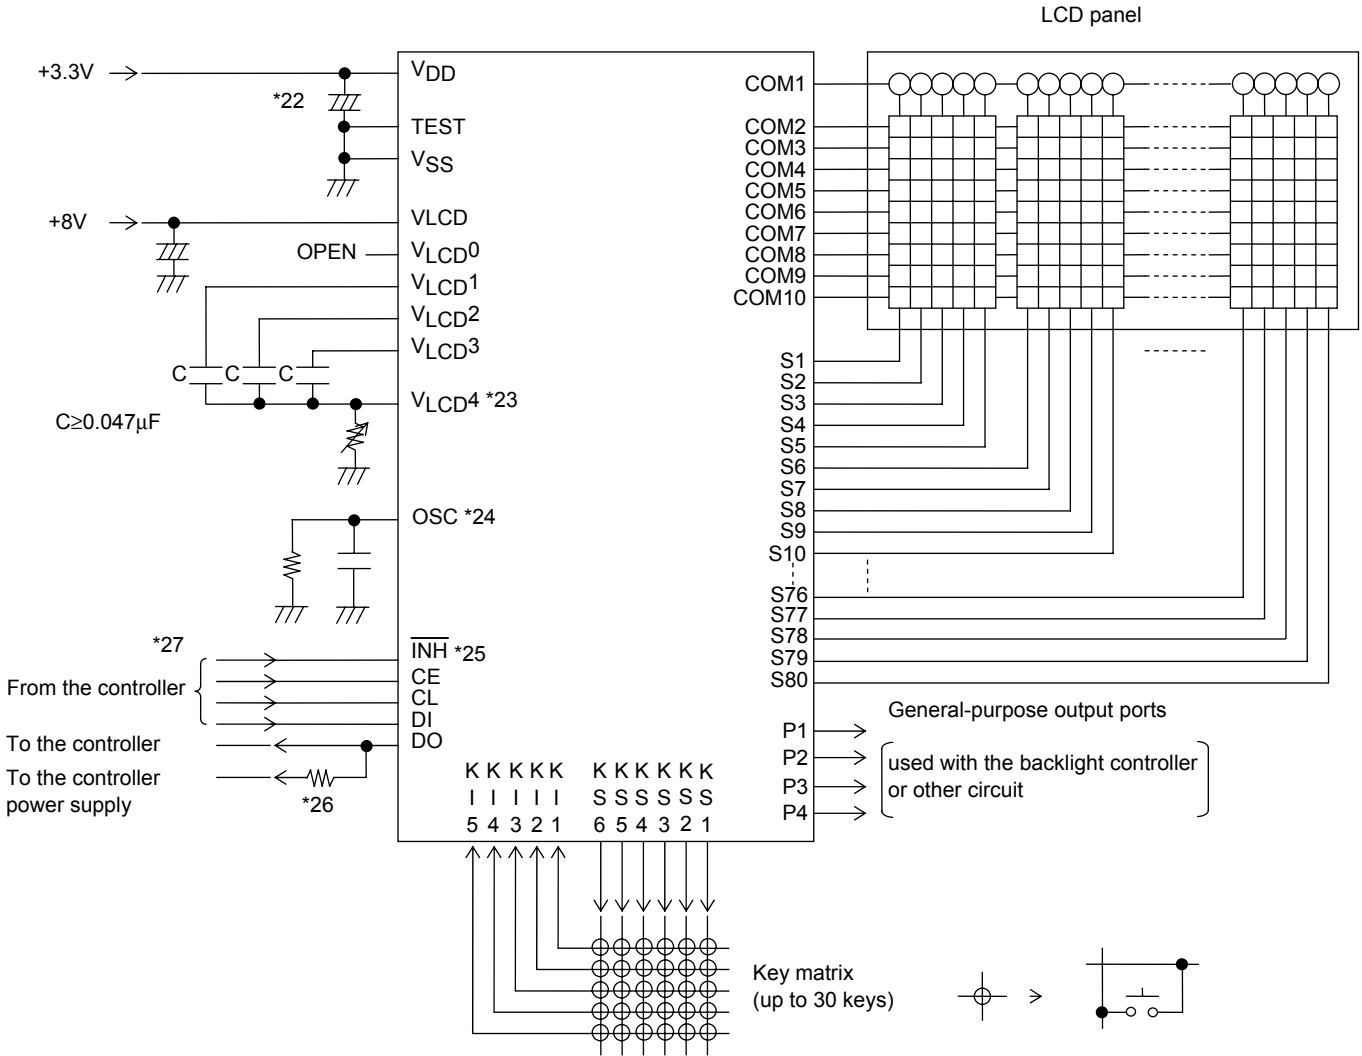 LCD panel
+3.3V
*22
VDD
TEST
VSS
+8V
VLCD
OPEN
VLCD0
VLCD1
VLCD2
VLCD3
C
C
C
VLCD4 *23
C≥0.047μF
OSC *24
*27
INH *25
From the controller
CE
CL
DI
To the controller
DO
To the controller
power supply
*26
COM1
COM2
COM3
COM4
COM5
COM6
COM7
COM8
COM9
COM10
S1
S2
S3
S4
S5
S6
S7
S8
S9
S10
S76
S77
S78
S79
S80
General-purpose output ports
P1
P2
P3
P4
used with the backlight controller
or other circuit
K K K K K K K K K K K
I I I I I S S S S S S
5 4 3 2 1 6 5 4 3 2 1
Key matrix
(up to 30 keys)